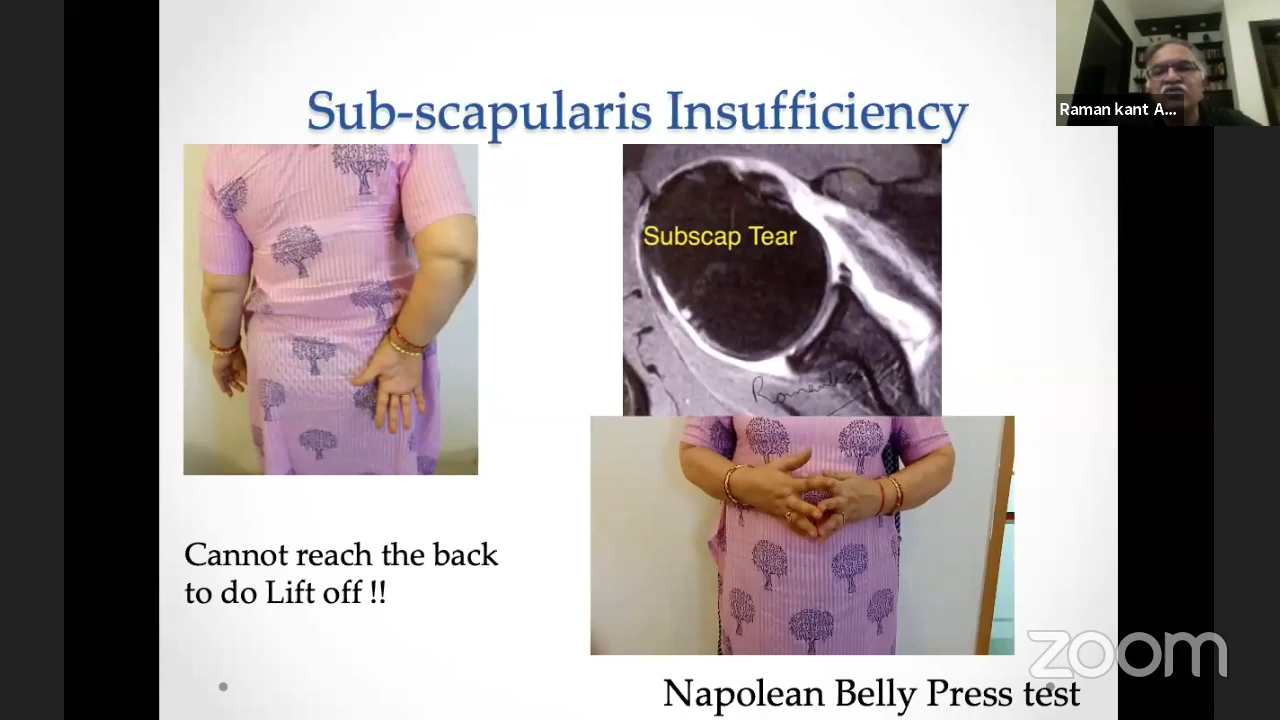 Sub-scapularis Insufficiency
Raman kant A...
Subscap Tear
Cannot reach the back
to do Lift off !!
Napolean Belly Press test
zoom